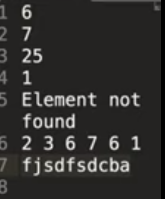 1 6
2 7
3 25
4 1
5 Element not
found
6 2 3 6 7 6 1
7 fjsdfsdcba
8